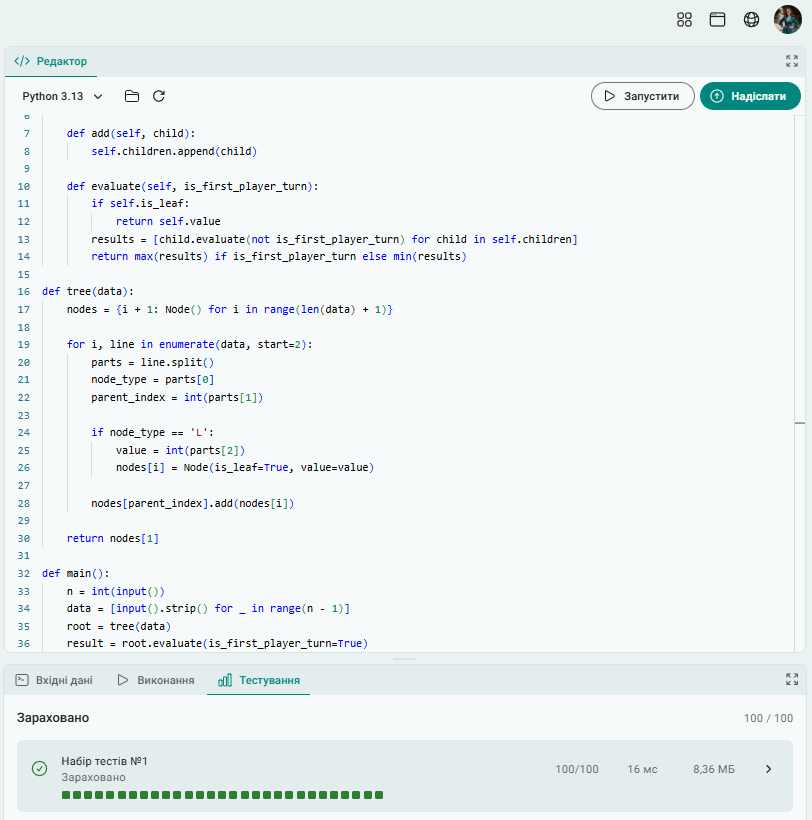 </> Редактор
Python 3.13
Запустити
Надіслати
6
7 def add(self, child):
8 self.children.append(child)
9
10 def evaluate(self, is_first_player_turn):
11 if self.is_leaf:
12 return self.value
13 results = [child.evaluate(not is_first_player_turn) for child in self.children]
14 return max(results) if is_first_player_turn else min(results)
15
16 def tree(data):
17 nodes = {i + 1: Node() for i in range(len(data) + 1)}
18
19 for i, line in enumerate(data, start=2):
20 parts = line.split()
21 node_type = parts[0]
22 parent_index = int(parts[1])
23
24 if node_type == 'L':
25 value = int(parts[2])
26 nodes[i] = Node(is_leaf=True, value=value)
27
28 nodes[parent_index].add(nodes[i])
29
30 return nodes[1]
31
32 def main():
33 n = int(input())
34 data = [input().strip() for _ in range(n - 1)]
35 root = tree(data)
36 result = root.evaluate(is_first_player_turn=True)
Вхідні дані
Виконання
Тестування
Зараховано
100 / 100
Набір тестів №1
Зараховано
100/100
16 мс
8,36 МБ